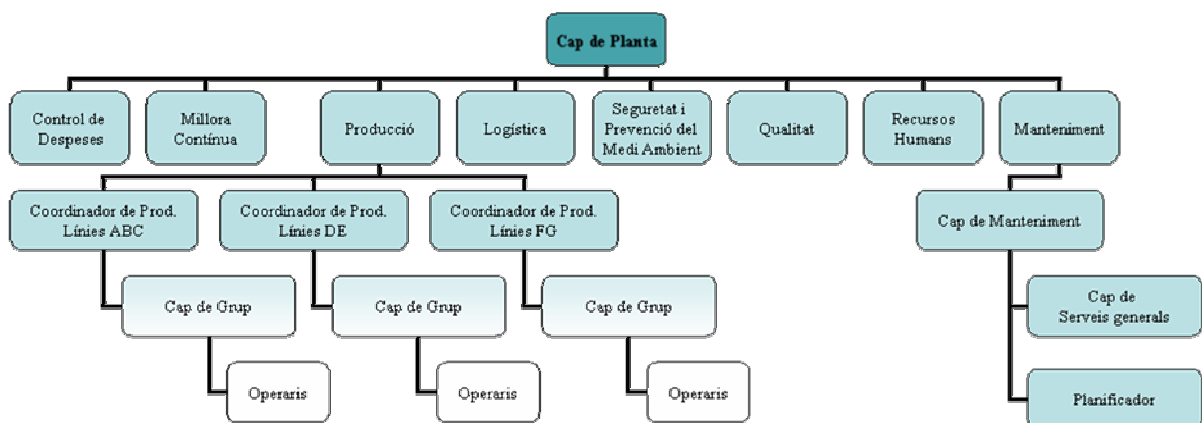 Cap de Planta
Control de
Despeses
Millora
Contínua
Producció
Logística
Seguretat i
Prevenció del
Medi Ambient
Qualitat
Recursos
Humans
Manteniment
Coordinador de Prod.
Línies ABC
Coordinador de Prod.
Línies DE
Coordinador de Prod.
Línies FG
Cap de Manteniment
Cap de Grup
Cap de Grup
Cap de Grup
Cap de
Serveis generals
Operaris
Operaris
Operaris
Planificador